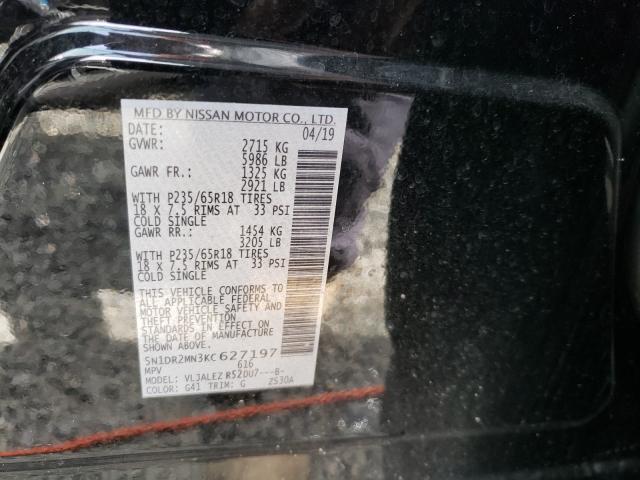 MFD BY NISSAN MOTOR CO., LTD.
DATE: 04/19
GVWR: 2715 KG
5986 LB
GAWR FR.: 1325 KG
2921 LB
WITH P235/65R18 TIRES
18 X 7.5 RIMS AT 33 PSI
COLD SINGLE
GAWR RR.: 1454 KG
3205 LB
WITH P235/65R18 TIRES
18 X 7.5 RIMS AT 33 PSI
COLD SINGLE
THIS VEHICLE CONFORMS TO
ALL APPLICABLE FEDERAL
MOTOR VEHICLE SAFETY AND
THEFT PREVENTION
STANDARDS IN EFFECT ON
THE DATE OF MANUFACTURE
SHOWN ABOVE.
5N1DR2MN3KC627197
MPV 616
MODEL: VLJALEZ R520U7---B-
COLOR: G41 TRIM: G ZS30A